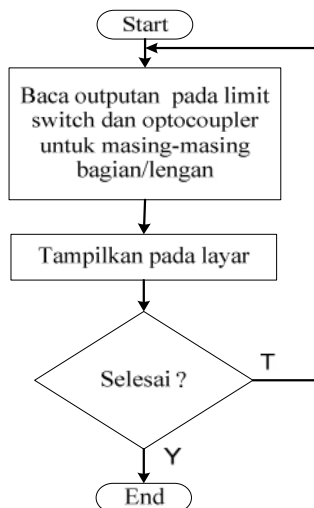 Start
Baca outputan pada limit
switch dan optocoupler
untuk masing-masing
bagian/lengan
Tampilkan pada layar
Selesai ?
T
Y
End